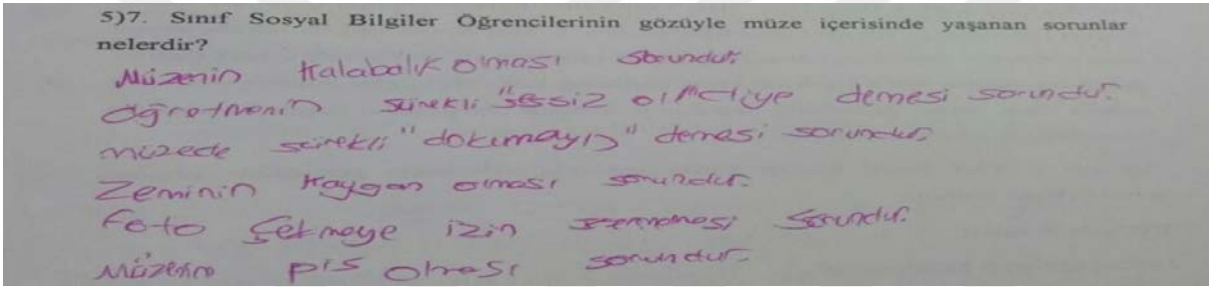 5)7. Sınıf Sosyal Bilgiler Öğrencilerinin gözüyle müze içerisinde yaşanan sorunlar
nelerdir?
Müzenin kalabalık olması sorundur.
Öğretmenin sürekli "sessiz ol" diye demesi sorundur.
müzede sürekli "dokunmayın" demesi sorundur.
Zeminin kaygan olması sorundur.
Foto çekmeye izin sorundur.
Müzenin pis olması sorundur.